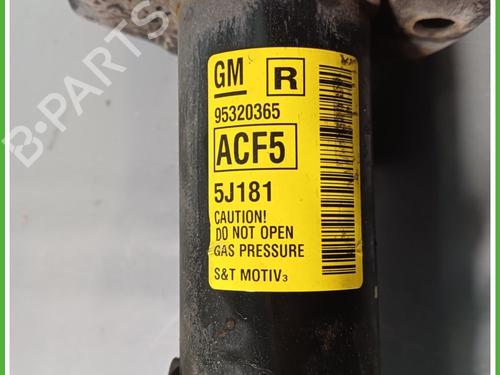 B-PARTS
GM R
95320365
ACF5
5J181
CAUTION!
DO NOT OPEN
GAS PRESSURE
S&T MOTIV3